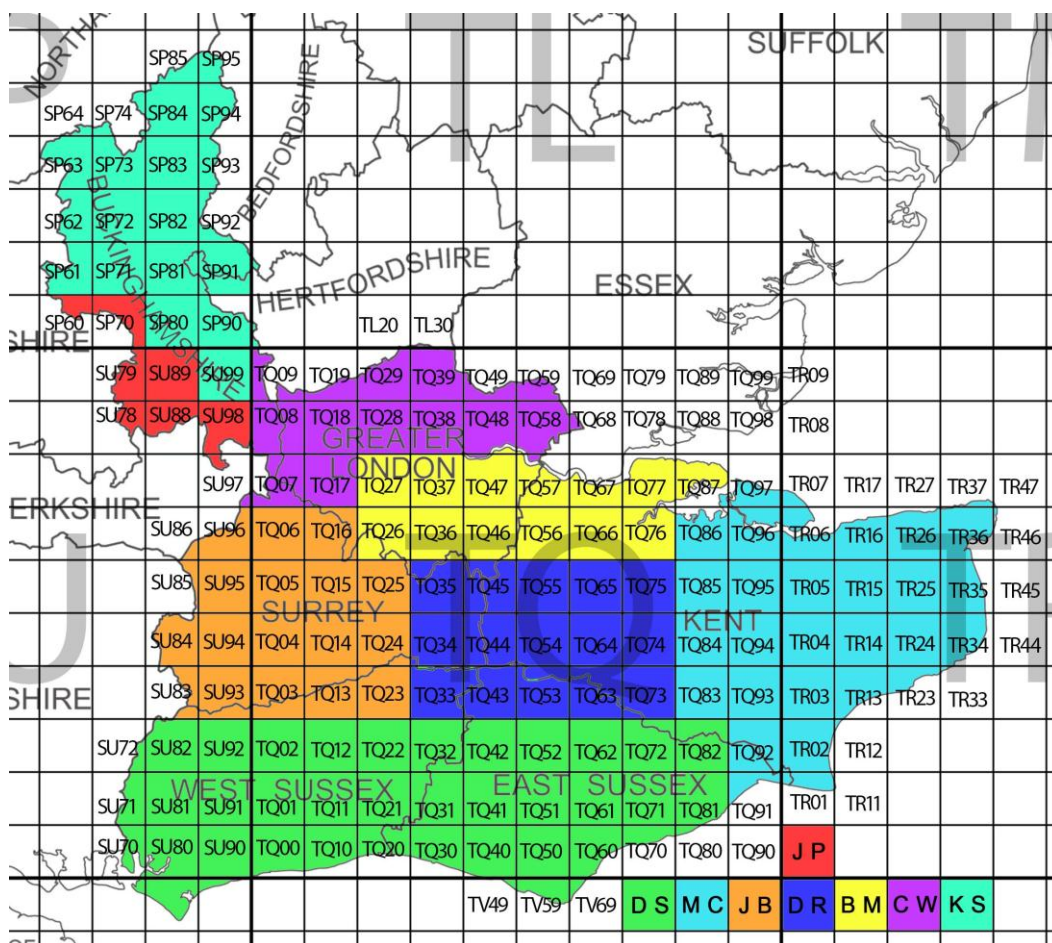 SUFFOLK
SP85 SP95
NORTHA
SP64 SP74 SP84 SP94
TL
SP63 SP73 SP83 SP93
BEDFORDSHIRE
BUCKINGHAMSHIRE
SP62 SP72 SP82 SP92
SP61 SP71 SP81 SP91
HERTFORDSHIRE
ESSEX
SP60 SP70 SP80 SP90 TL20 TL30
SHIRE
SU79 SU89 SU99 TQ09 TQ19 TQ29 TQ39 TQ49 TQ59 TQ69 TQ79 TQ89 TQ99 TR09
SU78 SU88 SU98 TQ08 TQ18 TQ28 TQ38 TQ48 TQ58 TQ68 TQ78 TQ88 TQ98 TR08
GREATER
LONDON
SU97 TQ07 TQ17 TQ27 TQ37 TQ47 TQ57 TQ67 TQ77 TQ87 TQ97 TR07 TR17 TR27 TR37 TR47
ERKSHIRE
SU86 SU96 TQ06 TQ16 TQ26 TQ36 TQ46 TQ56 TQ66 TQ76 TQ86 TQ96 TR06 TR16 TR26 TR36 TR46
U TQ TR
SU85 SU95 TQ05 TQ15 TQ25 TQ35 TQ45 TQ55 TQ65 TQ75 TQ85 TQ95 TR05 TR15 TR25 TR35 TR45
SURREY
KENT
SU84 SU94 TQ04 TQ14 TQ24 TQ34 TQ44 TQ54 TQ64 TQ74 TQ84 TQ94 TR04 TR14 TR24 TR34 TR44
SHIRE
SU83 SU93 TQ03 TQ13 TQ23 TQ33 TQ43 TQ53 TQ63 TQ73 TQ83 TQ93 TR03 TR13 TR23 TR33
SU72 SU82 SU92 TQ02 TQ12 TQ22 TQ32 TQ42 TQ52 TQ62 TQ72 TQ82 TQ92 TR02 TR12
WEST SUSSEX EAST SUSSEX
SU71 SU81 SU91 TQ01 TQ11 TQ21 TQ31 TQ41 TQ51 TQ61 TQ71 TQ81 TQ91 TR01 TR11
SU70 SU80 SU90 TQ00 TQ10 TQ20 TQ30 TQ40 TQ50 TQ60 TQ70 TQ80 TQ90 J P
TV49 TV59 TV69 D S M C J B D R B M C W K S